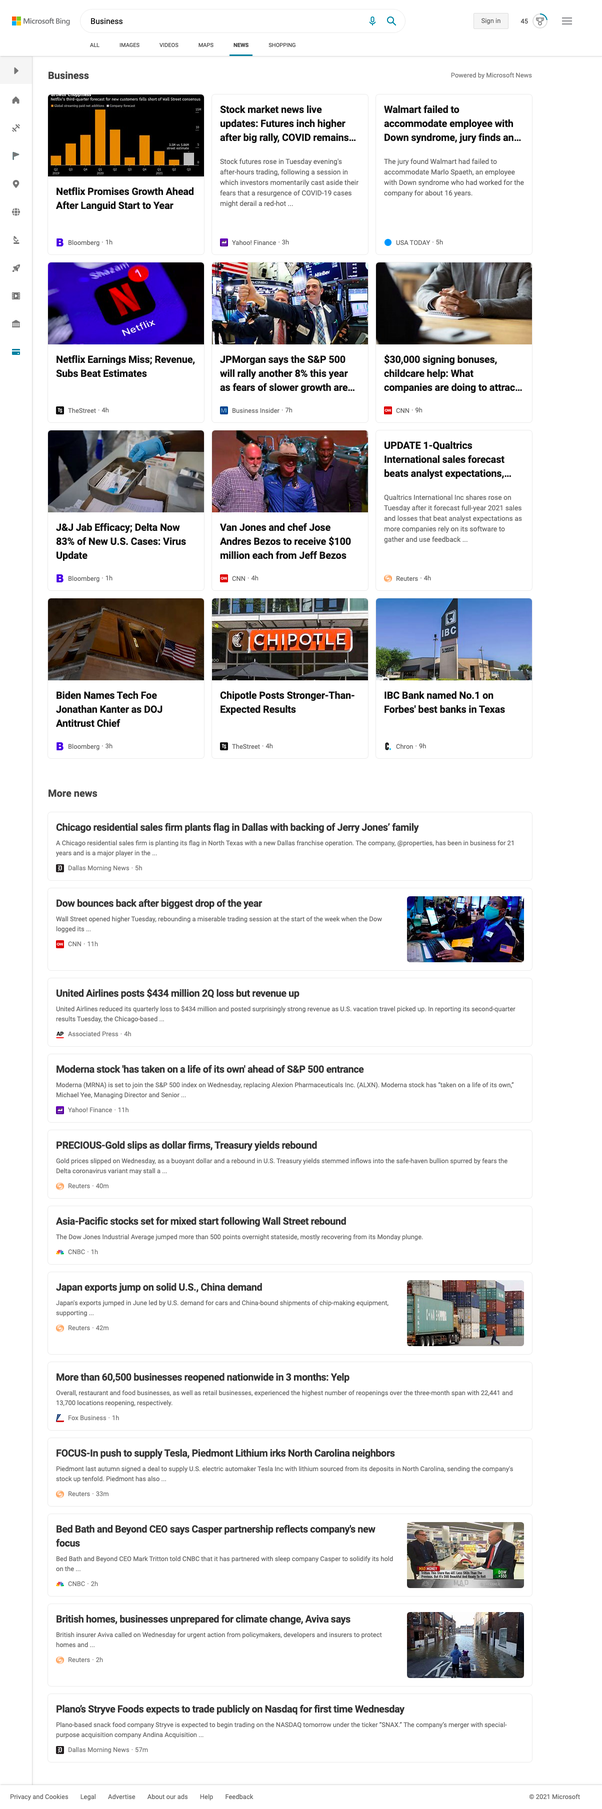 Microsoft Bing
Business
Sign in
45
ALL
IMAGES
VIDEOS
MAPS
NEWS
SHOPPING
Business
Powered by Microsoft News
Netflix's third-quarter forecast for new customers falls short of Wall Street consensus
Netflix Promises Growth Ahead
After Languid Start to Year
Bloomberg · 1h
Stock market news live
updates: Futures inch higher
after big rally, COVID remains...
Stock futures rose in Tuesday evening's
after-hours trading, following a session in
which investors momentarily cast aside their
fears that a resurgence of COVID-19 cases
might derail a red-hot ...
Yahoo! Finance · 3h
Walmart failed to
accommodate employee with
Down syndrome, jury finds an...
The jury found Walmart had failed to
accommodate Marlo Spaeth, an employee
with Down syndrome who had worked for the
company for about 16 years.
USA TODAY · 5h
Shazam
1
N
Netflix
Netflix Earnings Miss; Revenue,
Subs Beat Estimates
TheStreet · 4h
JPMorgan says the S&P 500
will rally another 8% this year
as fears of slower growth are...
Business Insider · 7h
$30,000 signing bonuses,
childcare help: What
companies are doing to attrac...
CNN · 9h
J&J Jab Efficacy; Delta Now
83% of New U.S. Cases: Virus
Update
Bloomberg · 1h
Van Jones and chef Jose
Andres Bezos to receive $100
million each from Jeff Bezos
CNN · 4h
UPDATE 1-Qualtrics
International sales forecast
beats analyst expectations,...
Qualtrics International Inc shares rose on
Tuesday after it forecast full-year 2021 sales
and losses that beat analyst expectations as
more companies rely on its software to
gather and use feedback ...
Reuters · 4h
Biden Names Tech Foe
Jonathan Kanter as DOJ
Antitrust Chief
Bloomberg · 3h
CHIPOTLE
Chipotle Posts Stronger-Than-
Expected Results
TheStreet · 4h
IBC
IBC Bank named No.1 on
Forbes' best banks in Texas
Chron · 9h
More news
Chicago residential sales firm plants flag in Dallas with backing of Jerry Jones' family
A Chicago residential sales firm is planting its flag in North Texas with a new Dallas franchise operation. The company, @properties, has been in business for 21
years and is a major player in the ...
Dallas Morning News · 5h
Dow bounces back after biggest drop of the year
Wall Street opened higher Tuesday, rebounding a miserable trading session at the start of the week when the Dow
logged its ...
CNN · 11h
United Airlines posts $434 million 2Q loss but revenue up
United Airlines reduced its quarterly loss to $434 million and posted surprisingly strong revenue as U.S. vacation travel picked up. In reporting its second-quarter
results Tuesday, the Chicago-based ...
AP Associated Press · 4h
Moderna stock 'has taken on a life of its own' ahead of S&P 500 entrance
Moderna (MRNA) is set to join the S&P 500 index on Wednesday, replacing Alexion Pharmaceuticals Inc. (ALXN). Moderna stock has "taken on a life of its own,"
Michael Yee, Managing Director and Senior ...
Yahoo! Finance · 11h
PRECIOUS-Gold slips as dollar firms, Treasury yields rebound
Gold prices slipped on Wednesday, as a buoyant dollar and a rebound in U.S. Treasury yields stemmed inflows into the safe-haven bullion spurred by fears the
Delta coronavirus variant may stall a ...
Reuters · 40m
Asia-Pacific stocks set for mixed start following Wall Street rebound
The Dow Jones Industrial Average jumped more than 500 points overnight stateside, mostly recovering from its Monday plunge.
CNBC · 1h
Japan exports jump on solid U.S., China demand
Japan's exports jumped in June led by U.S. demand for cars and China-bound shipments of chip-making equipment,
supporting ...
Reuters · 42m
More than 60,500 businesses reopened nationwide in 3 months: Yelp
Overall, restaurant and food businesses, as well as retail businesses, experienced the highest number of reopenings over the three-month span with 22,441 and
13,700 locations reopening, respectively.
Fox Business · 1h
FOCUS-In push to supply Tesla, Piedmont Lithium irks North Carolina neighbors
Piedmont last autumn signed a deal to supply U.S. electric automaker Tesla Inc with lithium sourced from its deposits in North Carolina, sending the company's
stock up tenfold. Piedmont has also ...
Reuters · 33m
Bed Bath and Beyond CEO says Casper partnership reflects company's new
focus
Bed Bath and Beyond CEO Mark Tritton told CNBC that it has partnered with sleep company Casper to solidify its hold
on the ...
CNBC · 2h
British homes, businesses unprepared for climate change, Aviva says
British insurer Aviva called on Wednesday for urgent action from policymakers, developers and insurers to protect
homes and ...
Reuters · 2h
Plano's Stryve Foods expects to trade publicly on Nasdaq for first time Wednesday
Plano-based snack food company Stryve is expected to begin trading on the NASDAQ tomorrow under the ticker "SNAX." The company's merger with special-
purpose acquisition company Andina Acquisition ...
Dallas Morning News · 57m
Privacy and Cookies
Legal
Advertise
About our ads
Help
Feedback
© 2021 Microsoft